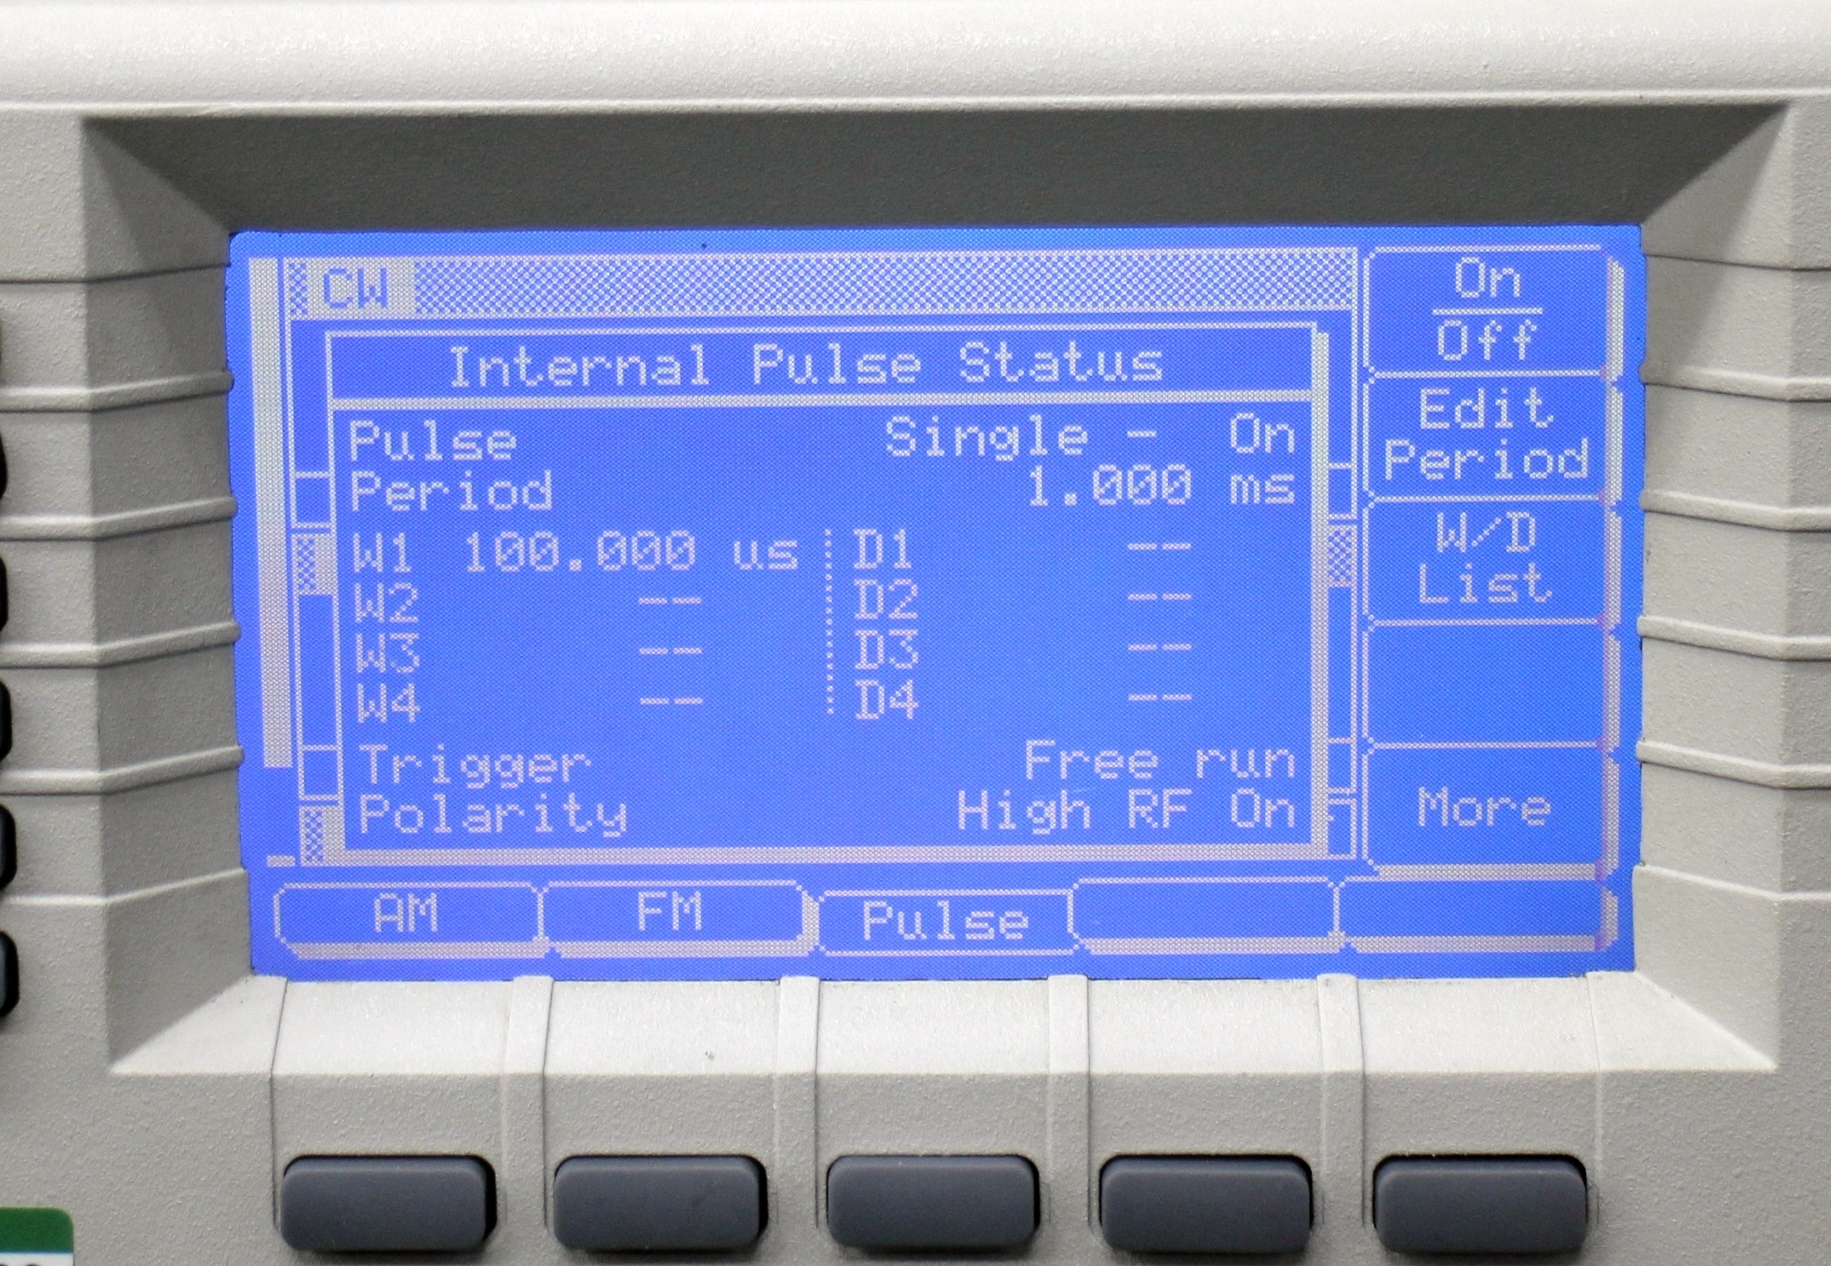 CW
Internal Pulse Status
Pulse Single - On
Period 1.000 ms
W1 100.000 us D1 --
W2 -- D2 --
W3 -- D3 --
W4 -- D4 --
Trigger Free run
Polarity High RF On
On
Off
Edit
Period
W/D
List
More
AM FM Pulse